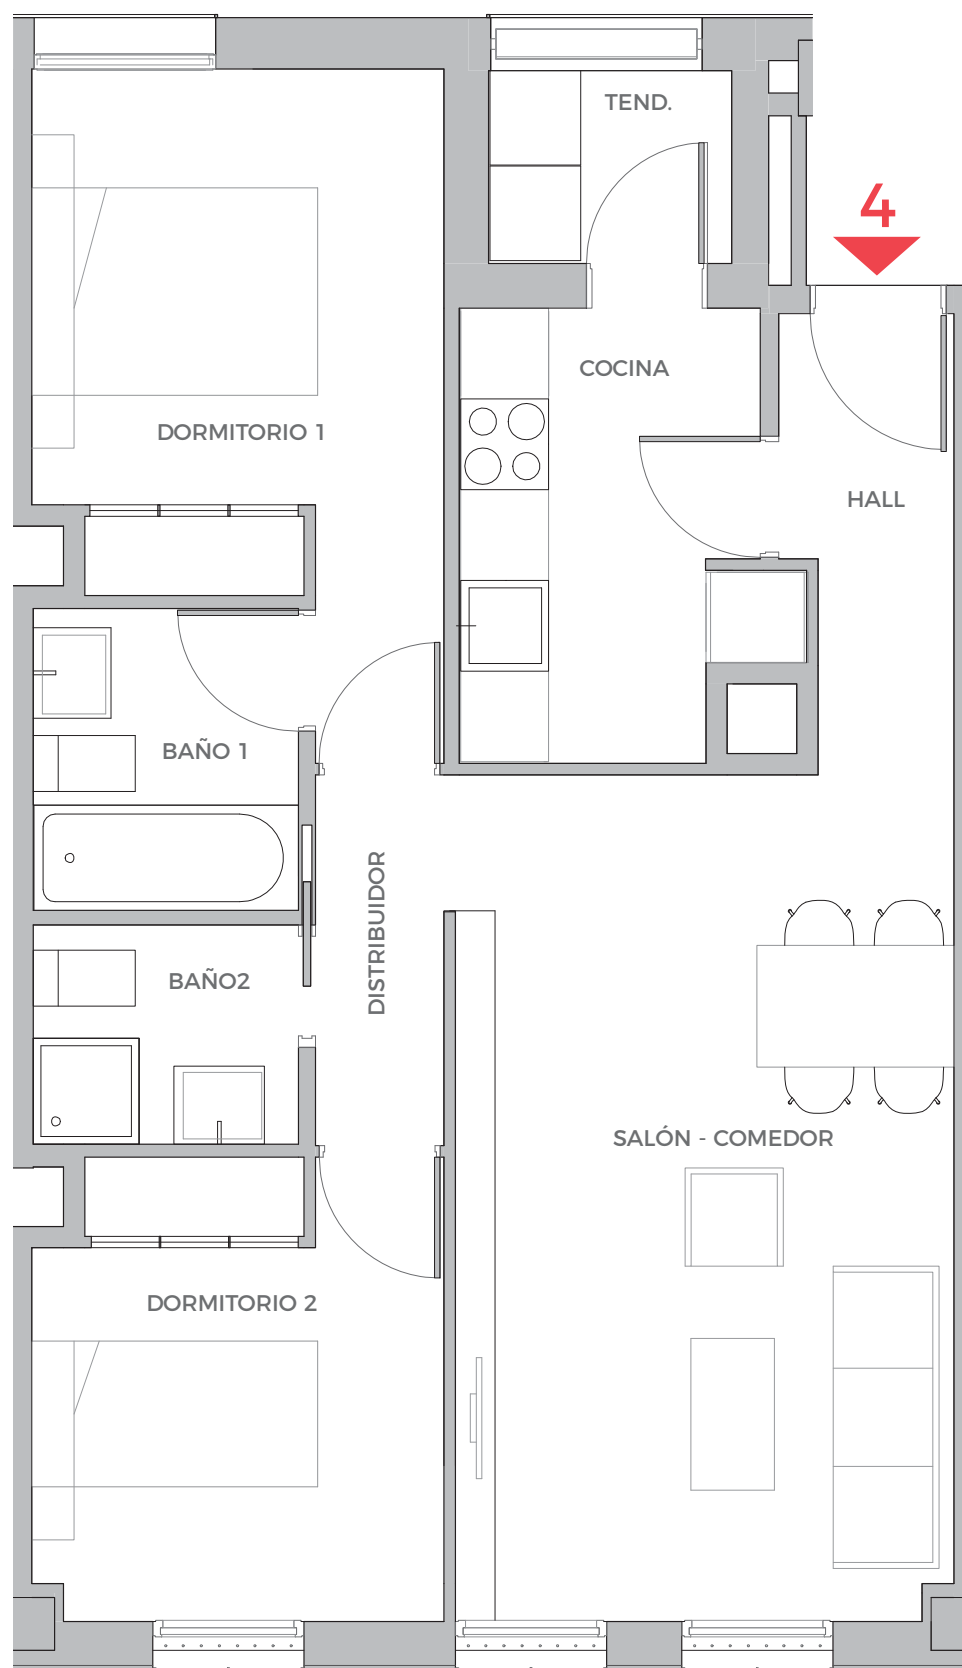 TEND.
4
COCINA
DORMITORIO 1
HALL
BAÑO 1
DISTRIBUIDOR
BAÑO2
SALÓN - COMEDOR
DORMITORIO 2